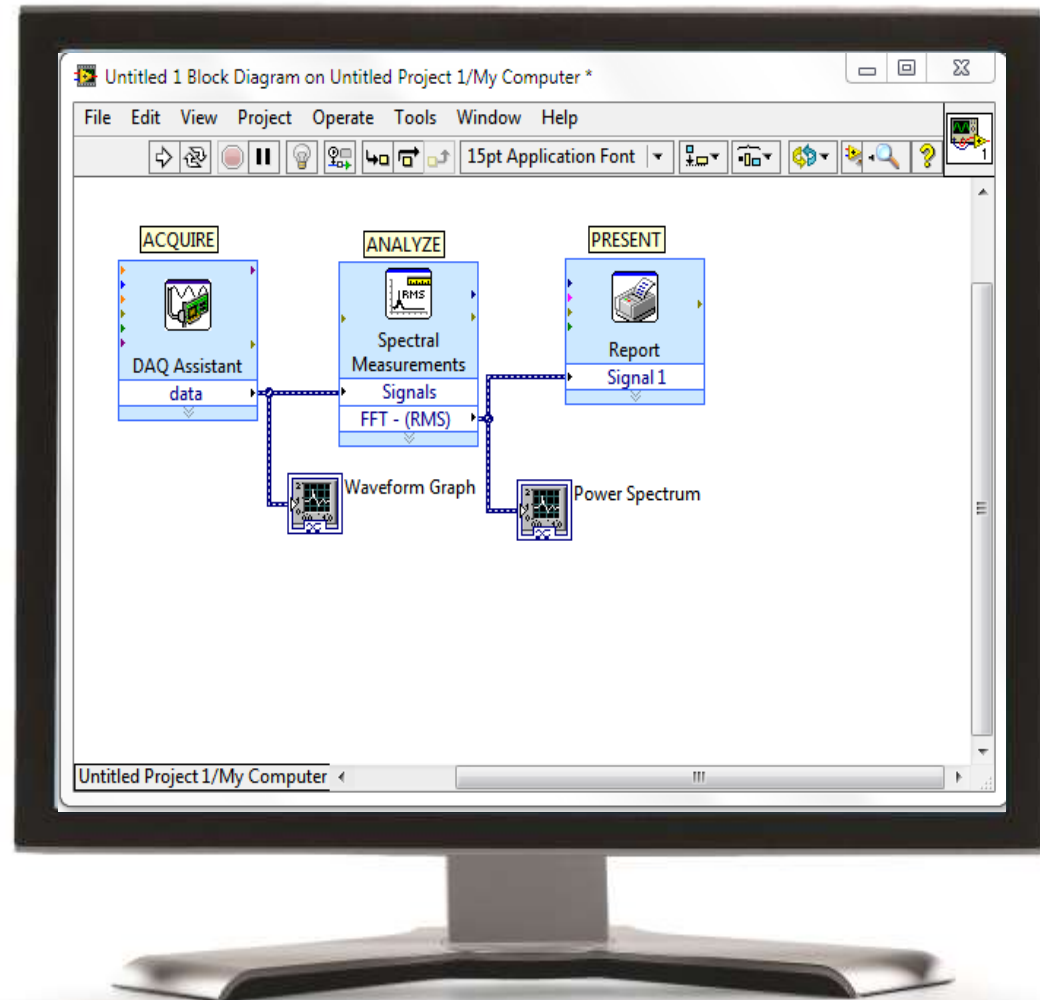 Untitled 1 Block Diagram on Untitled Project 1/My Computer *
File Edit View Project Operate Tools Window Help
15pt Application Font
1
ACQUIRE
ANALYZE
PRESENT
RMS
DAQ Assistant
data
Spectral
Measurements
Signals
FFT - (RMS)
Report
Signal 1
Waveform Graph
Power Spectrum
Untitled Project 1/My Computer